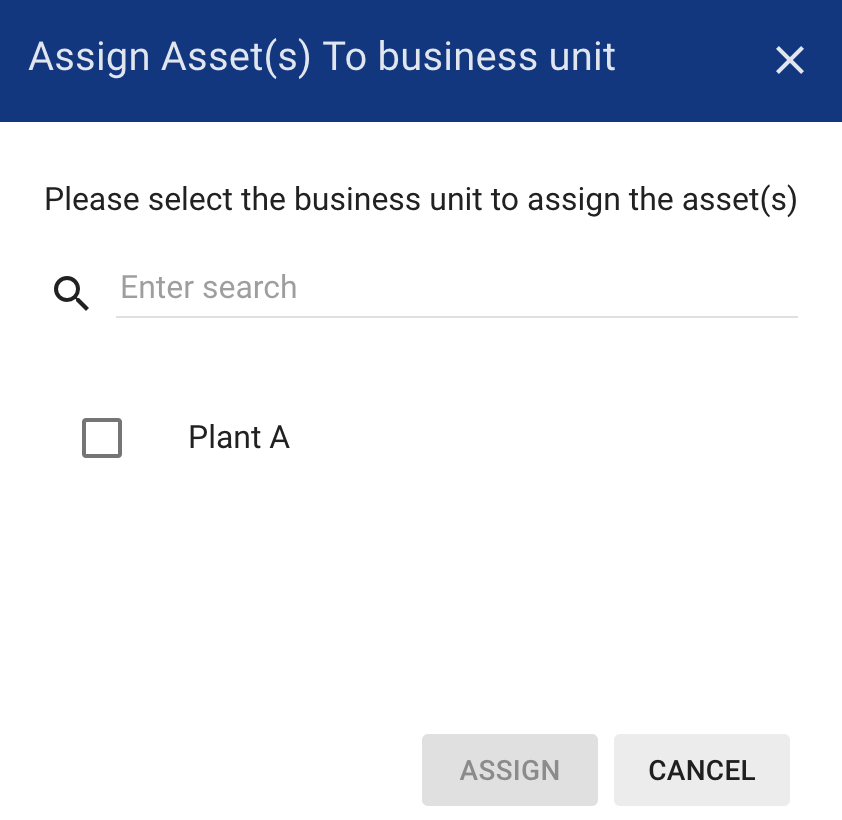 Assign Asset(s) To business unit
Please select the business unit to assign the asset(s)
Enter search
Plant A
ASSIGN
CANCEL